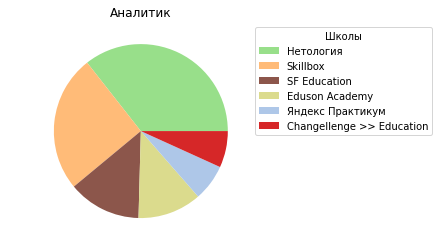 Аналитик
Школы
Нетология
Skillbox
SF Education
Eduson Academy
Яндекс Практикум
Changellenge >> Education